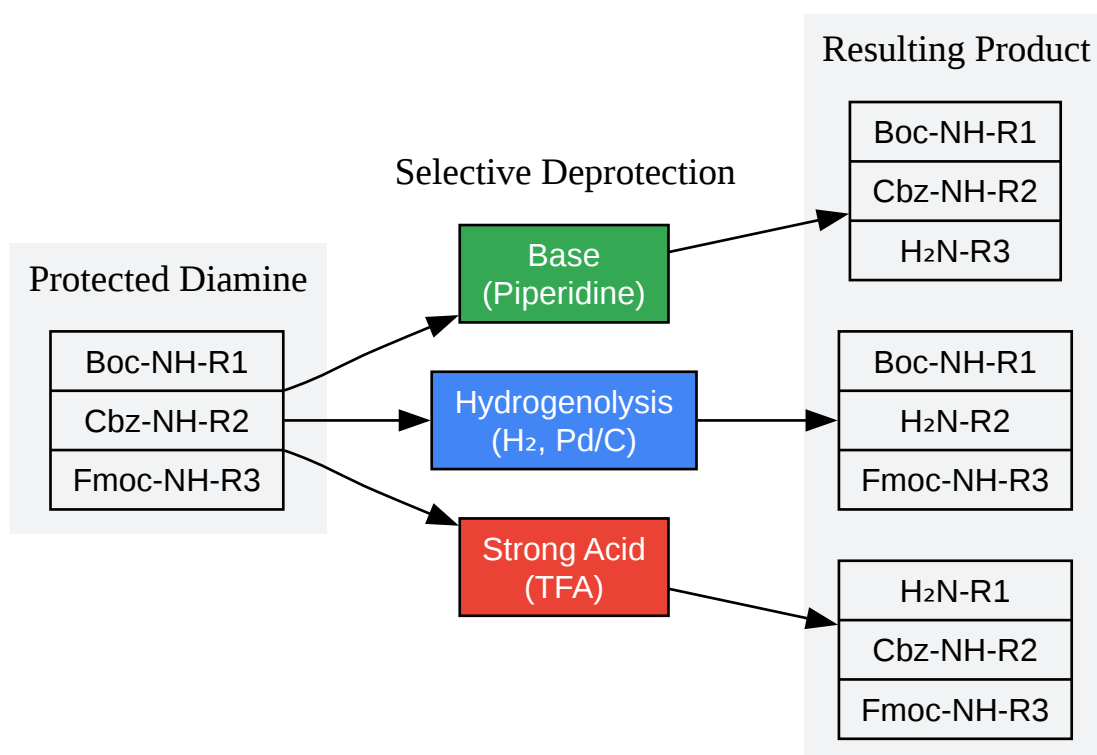 Protected Diamine
Boc-NH-R1
Cbz-NH-R2
Fmoc-NH-R3
Selective Deprotection
Base
(Piperidine)
Hydrogenolysis
(H₂, Pd/C)
Strong Acid
(TFA)
Resulting Product
Boc-NH-R1
Cbz-NH-R2
H₂N-R3
Boc-NH-R1
H₂N-R2
Fmoc-NH-R3
H₂N-R1
Cbz-NH-R2
Fmoc-NH-R3